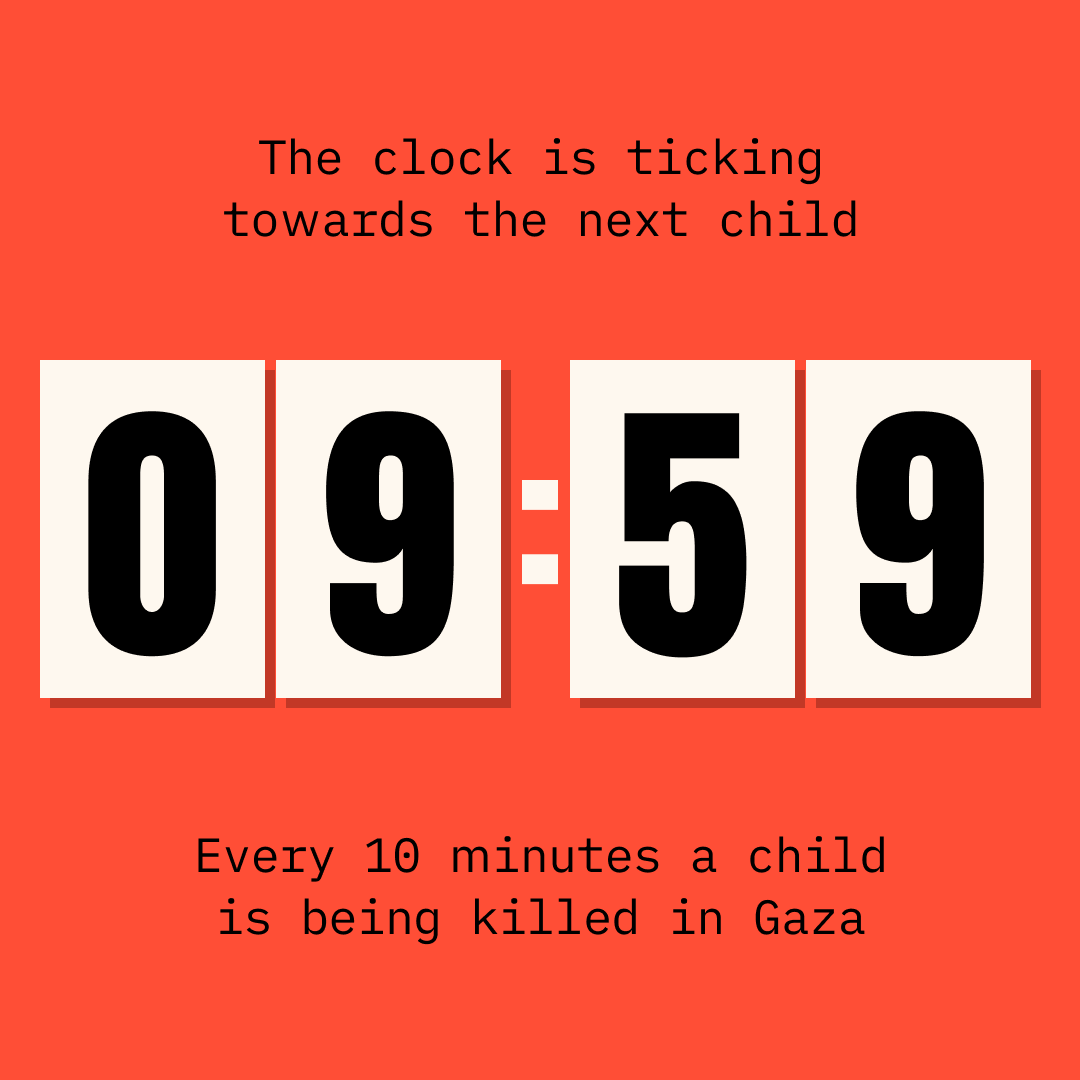 The clock is ticking
towards the next child
09:59
Every 10 minutes a child
is being killed in Gaza